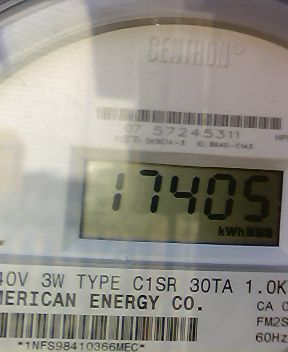 CENTRON®
07 57245311
17405
kWh
40V 3W TYPE C1SR 30TA 1.0K
MERICAN ENERGY CO.
CA 0
FM2S
60Hz
*1NFS98410366MEC*